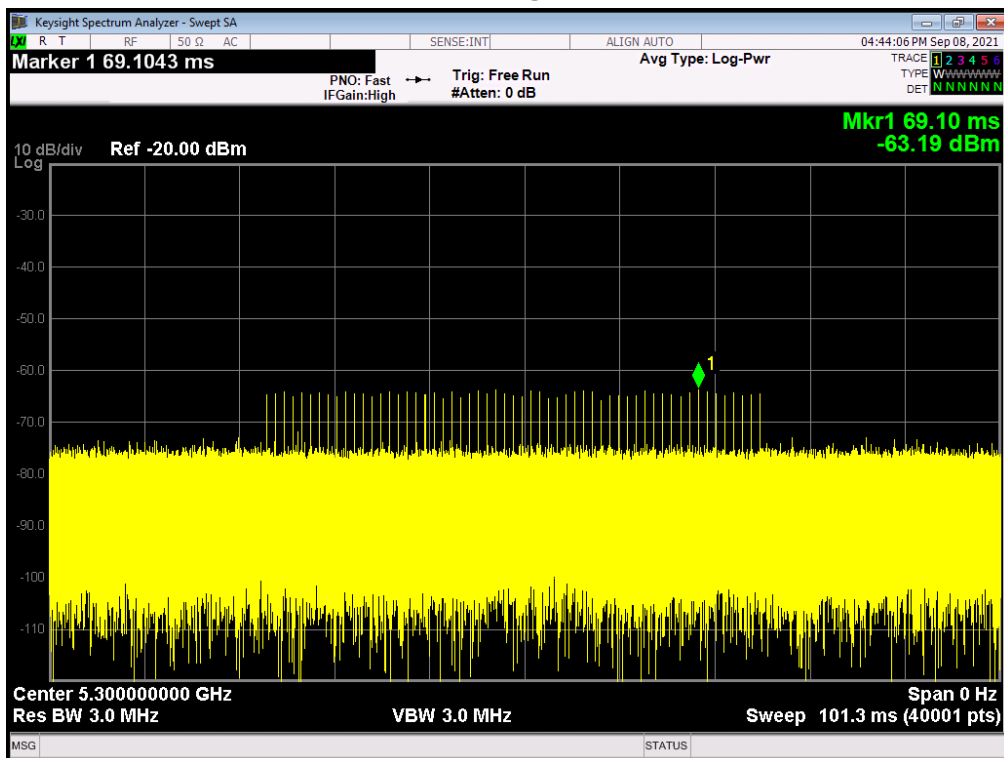 Keysight Spectrum Analyzer - Swept SA
LXI R T RF 50 Ω AC SENSE:INT ALIGN AUTO 04:44:06 PM Sep 08, 2021
Marker 1 69.1043 ms
PNO: Fast
IFGain:High
Trig: Free Run
#Atten: 0 dB
Avg Type: Log-Pwr
TRACE 1 2 3 4 5 6
TYPE WWWWWW
DET N N N N N N
Mkr1 69.10 ms
-63.19 dBm
10 dB/div Ref -20.00 dBm
Log
-30.0
-40.0
-50.0
-60.0
1
-70.0
-80.0
-90.0
-100
-110
Center 5.300000000 GHz Span 0 Hz
Res BW 3.0 MHz VBW 3.0 MHz Sweep 101.3 ms (40001 pts)
MSG STATUS